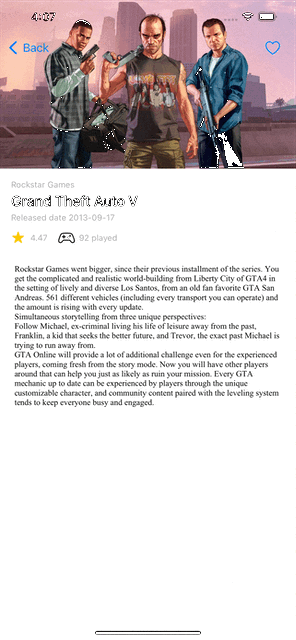 4:07
Back
Rockstar Games
Grand Theft Auto V
Released date 2013-09-17
4.47 92 played
Rockstar Games went bigger, since their previous installment of the series. You
get the complicated and realistic world-building from Liberty City of GTA4 in
the setting of lively and diverse Los Santos, from an old fan favorite GTA San
Andreas. 561 different vehicles (including every transport you can operate) and
the amount is rising with every update.
Simultaneous storytelling from three unique perspectives:
Follow Michael, ex-criminal living his life of leisure away from the past,
Franklin, a kid that seeks the better future, and Trevor, the exact past Michael is
trying to run away from.
GTA Online will provide a lot of additional challenge even for the experienced
players, coming fresh from the story mode. Now you will have other players
around that can help you just as likely as ruin your mission. Every GTA
mechanic up to date can be experienced by players through the unique
customizable character, and community content paired with the leveling system
tends to keep everyone busy and engaged.